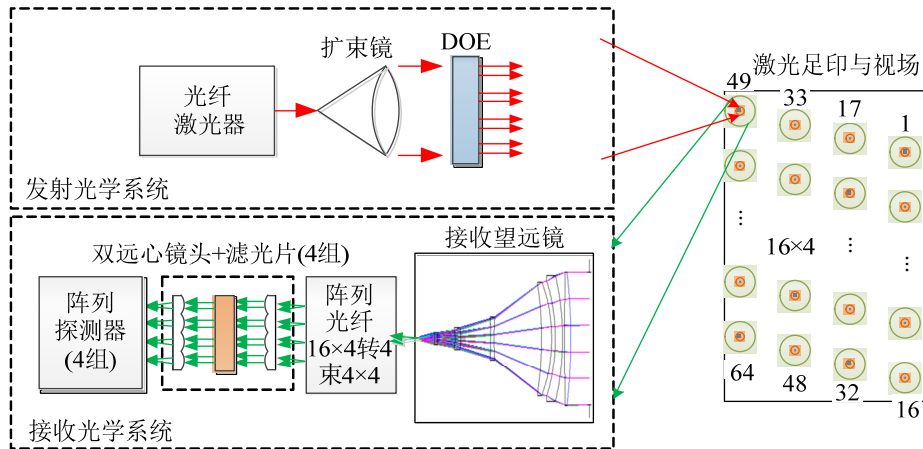 扩束镜
DOE
光纤
激光器
发射光学系统
激光足印与视场
49
33
17
1
...
16×4
...
...
64
48
32
16
双远心镜头+滤光片(4组)
接收望远镜
阵列
探测器
(4组)
阵列
光纤
16×4转4
束4×4
接收光学系统